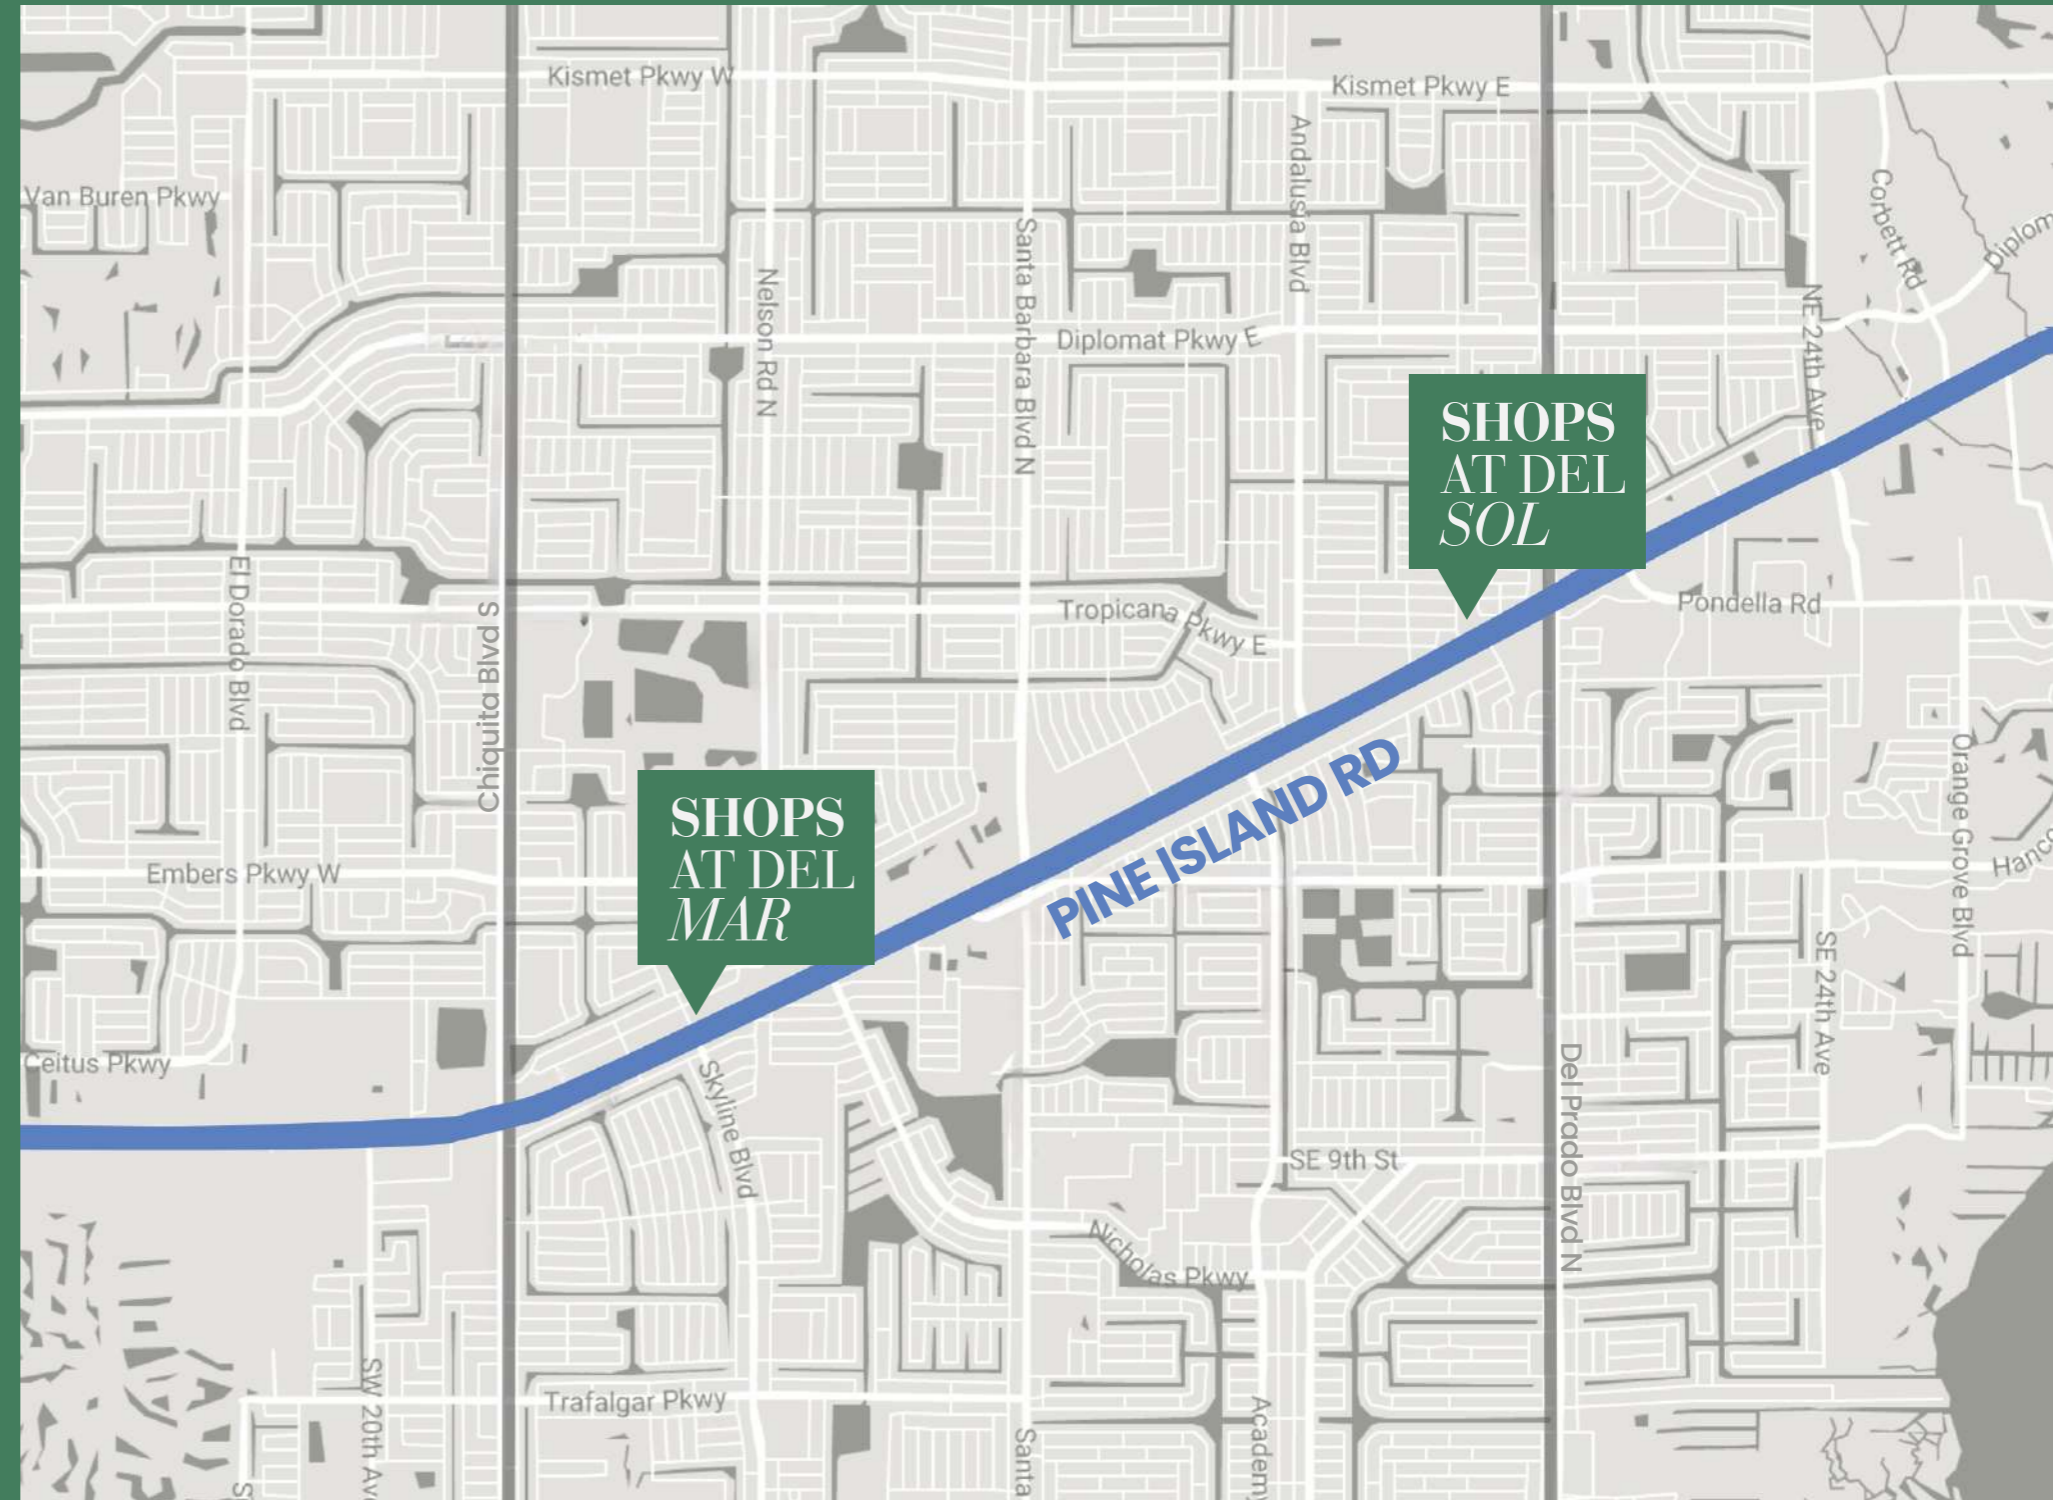 Kismet Pkwy W
Kismet Pkwy E
Andalusia Blvd
Van Buren Pkwy
Corbett Rd
Santa Barbara Blvd N
Nelson Rd N
NE 24th Ave
Diplomat Pkwy E
SHOPS
AT DEL
SOL
El Dorado Blvd
Chiquita Blvd S
Tropicana Pkwy E
Pondella Rd
PINE ISLAND RD
Orange Grove Blvd
SHOPS
AT DEL
MAR
Embers Pkwy W
SE 24th Ave
Ceitus Pkwy
Skyline Blvd
Del Prado Blvd N
SE 9th St
Nicholas Pkwy
SW 20th Ave
Trafalgar Pkwy
Academy
Santa